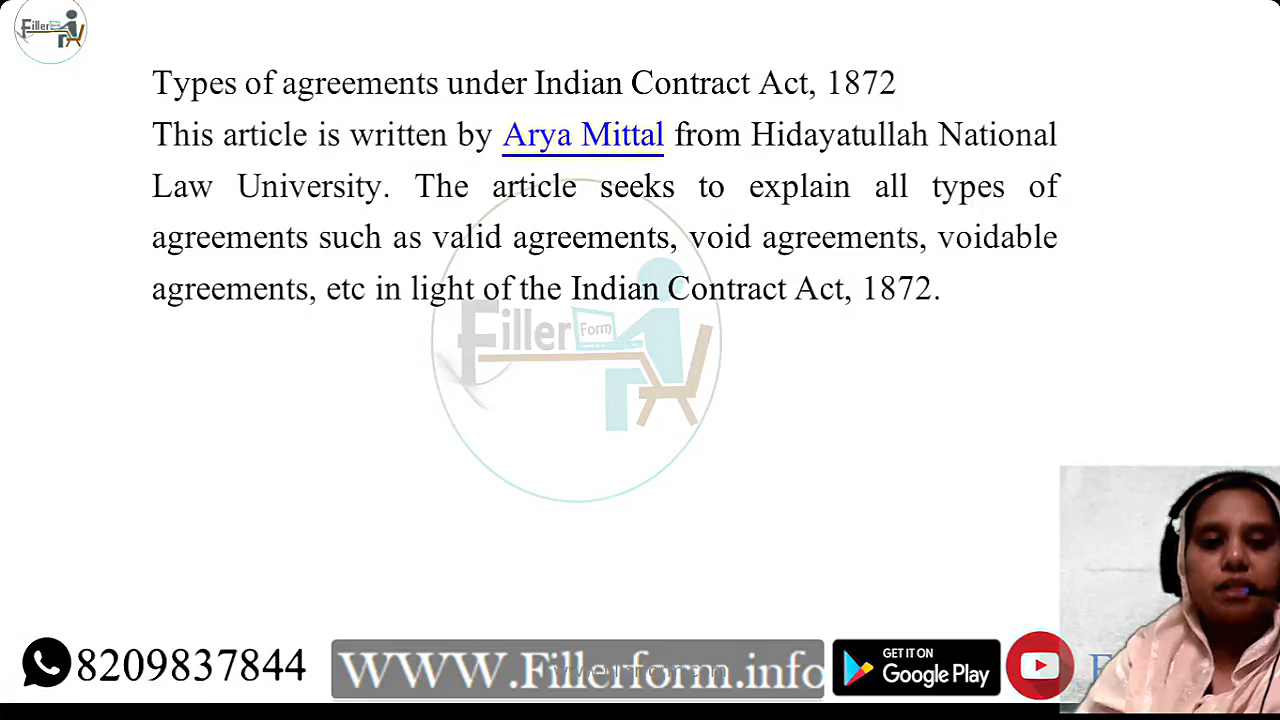 Filler
Types of agreements under Indian Contract Act, 1872
This article is written by Arya Mittal from Hidayatullah National
Law University. The article seeks to explain all types of
agreements such as valid agreements, void agreements, voidable
agreements, etc in light of the Indian Contract Act, 1872.
Filler Form
8209837844
WWW.Fillerform.info
GET IT ON
Google Play
F